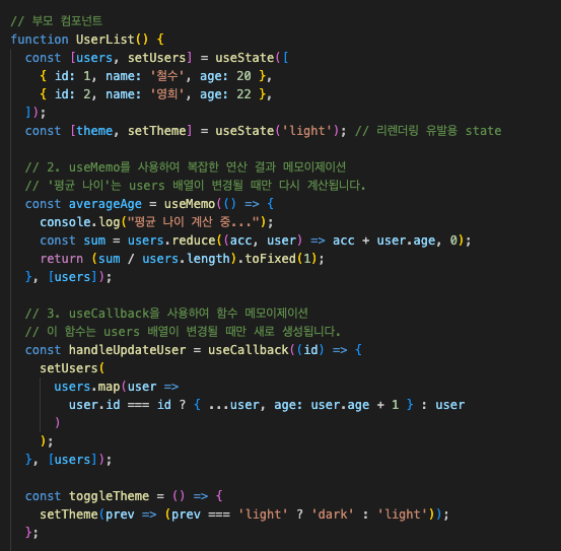 // 부모 컴포넌트
function UserList() {
  const [users, setUsers] = useState([
    { id: 1, name: '철수', age: 20 },
    { id: 2, name: '영희', age: 22 },
  ]);
  const [theme, setTheme] = useState('light'); // 리렌더링 유발용 state

  // 2. useMemo를 사용하여 복잡한 연산 결과 메모이제이션
  // '평균 나이'는 users 배열이 변경될 때만 다시 계산됩니다.
  const averageAge = useMemo(() => {
    console.log("평균 나이 계산 중...");
    const sum = users.reduce((acc, user) => acc + user.age, 0);
    return (sum / users.length).toFixed(1);
  }, [users]);

  // 3. useCallback을 사용하여 함수 메모이제이션
  // 이 함수는 users 배열이 변경될 때만 새로 생성됩니다.
  const handleUpdateUser = useCallback((id) => {
    setUsers(
      users.map(user =>
        user.id === id ? { ...user, age: user.age + 1 } : user
      )
    );
  }, [users]);

  const toggleTheme = () => {
    setTheme(prev => (prev === 'light' ? 'dark' : 'light'));
  };